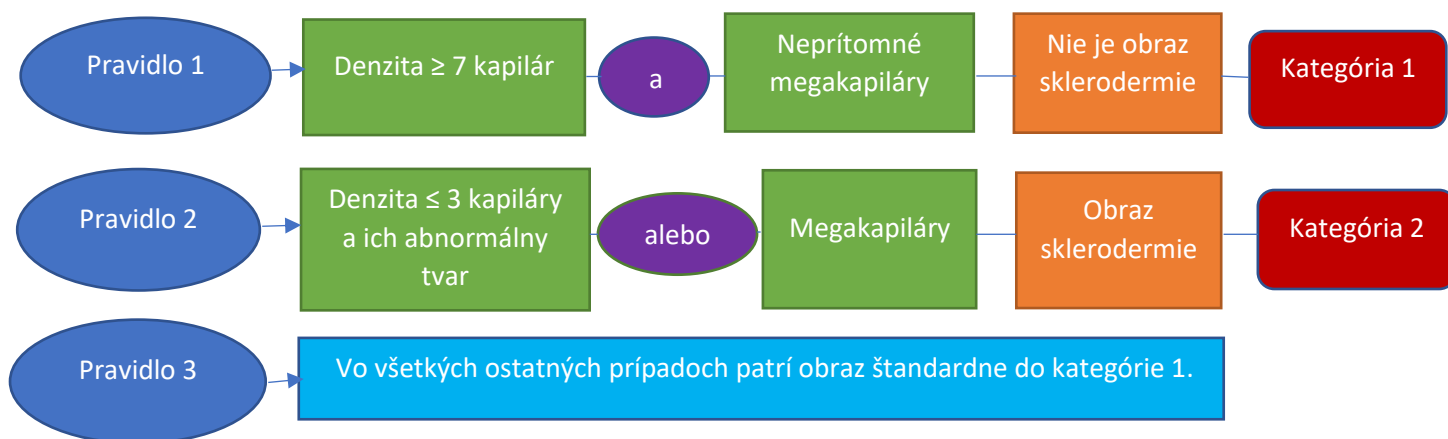 Pravidlo 1
Denzita ≥ 7 kapilár
a
Neprítomné
megakapiláry
Nie je obraz
sklerodermie
Kategória 1
Pravidlo 2
Denzita ≤ 3 kapiláry
a ich abnormálny
tvar
alebo
Megakapiláry
Obraz
sklerodermie
Kategória 2
Pravidlo 3
Vo všetkých ostatných prípadoch patrí obraz štandardne do kategórie 1.